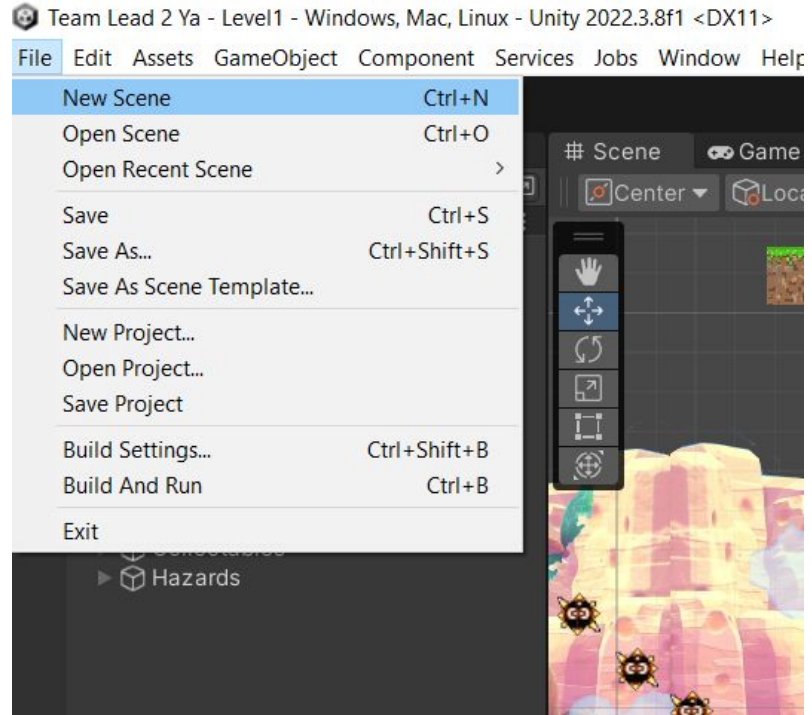 Team Lead 2 Ya - Level1 - Windows, Mac, Linux - Unity 2022.3.8f1 <DX11>
File Edit Assets GameObject Component Services Jobs Window Help
New Scene Ctrl+N
Open Scene Ctrl+O
Open Recent Scene
Save Ctrl+S
Save As... Ctrl+Shift+S
Save As Scene Template...
New Project...
Open Project...
Save Project
Build Settings... Ctrl+Shift+B
Build And Run Ctrl+B
Exit
# Scene Game
Center Loca
Hazards